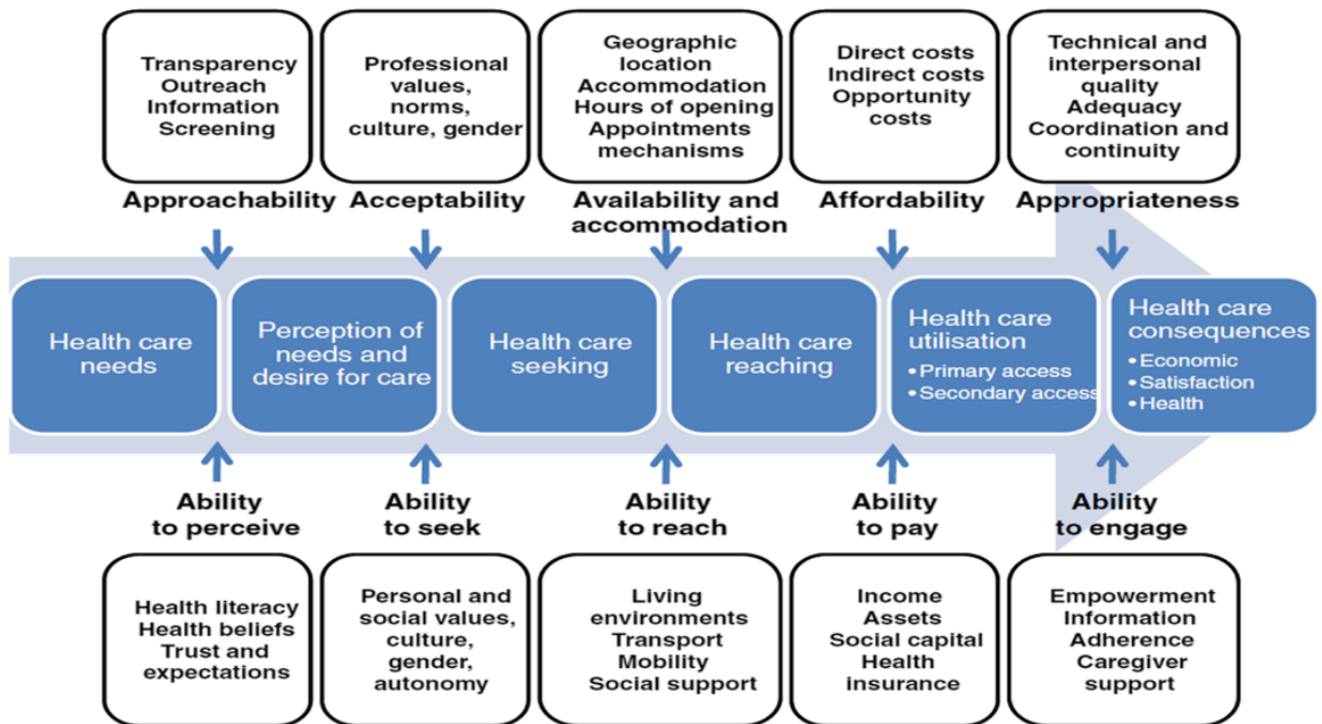 Transparency
Outreach
Information
Screening
Professional
values,
norms,
culture, gender
Geographic
location
Accommodation
Hours of opening
Appointments
mechanisms
Direct costs
Indirect costs
Opportunity
costs
Technical and
interpersonal
quality
Adequacy
Coordination and
continuity
Approachability
Acceptability
Availability and
accommodation
Affordability
Appropriateness
Health care
needs
Perception of
needs and
desire for care
Health care
seeking
Health care
reaching
Health care
utilisation
• Primary access
• Secondary access
Health care
consequences
• Economic
• Satisfaction
• Health
Ability
to perceive
Ability
to seek
Ability
to reach
Ability
to pay
Ability
to engage
Health literacy
Health beliefs
Trust and
expectations
Personal and
social values,
culture,
gender,
autonomy
Living
environments
Transport
Mobility
Social support
Income
Assets
Social capital
Health
insurance
Empowerment
Information
Adherence
Caregiver
support